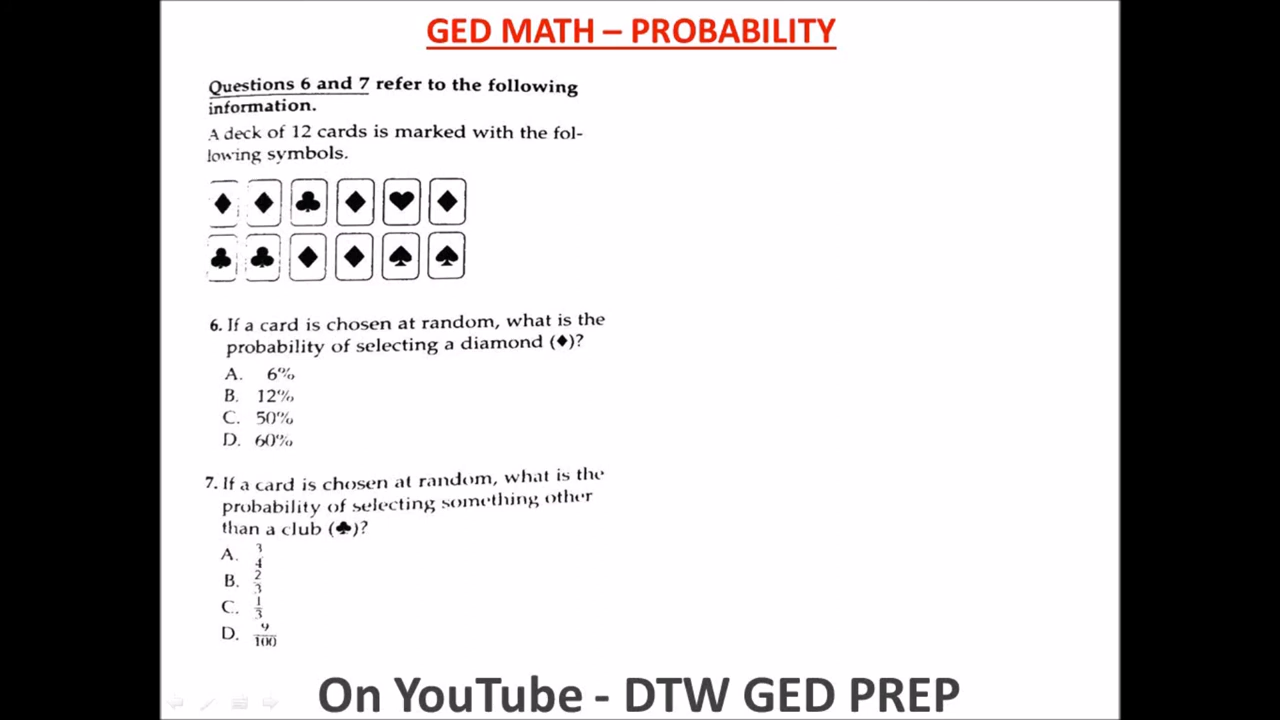 GED MATH – PROBABILITY
Questions 6 and 7 refer to the following
information.
A deck of 12 cards is marked with the fol-
lowing symbols.
6. If a card is chosen at random, what is the
probability of selecting a diamond (♦)?
A. 6%
B. 12%
C. 50%
D. 60%
7. If a card is chosen at random, what is the
probability of selecting something other
than a club (♣)?
A. 3/4
B. 2/3
C. 1/3
D. 9/100
On YouTube - DTW GED PREP